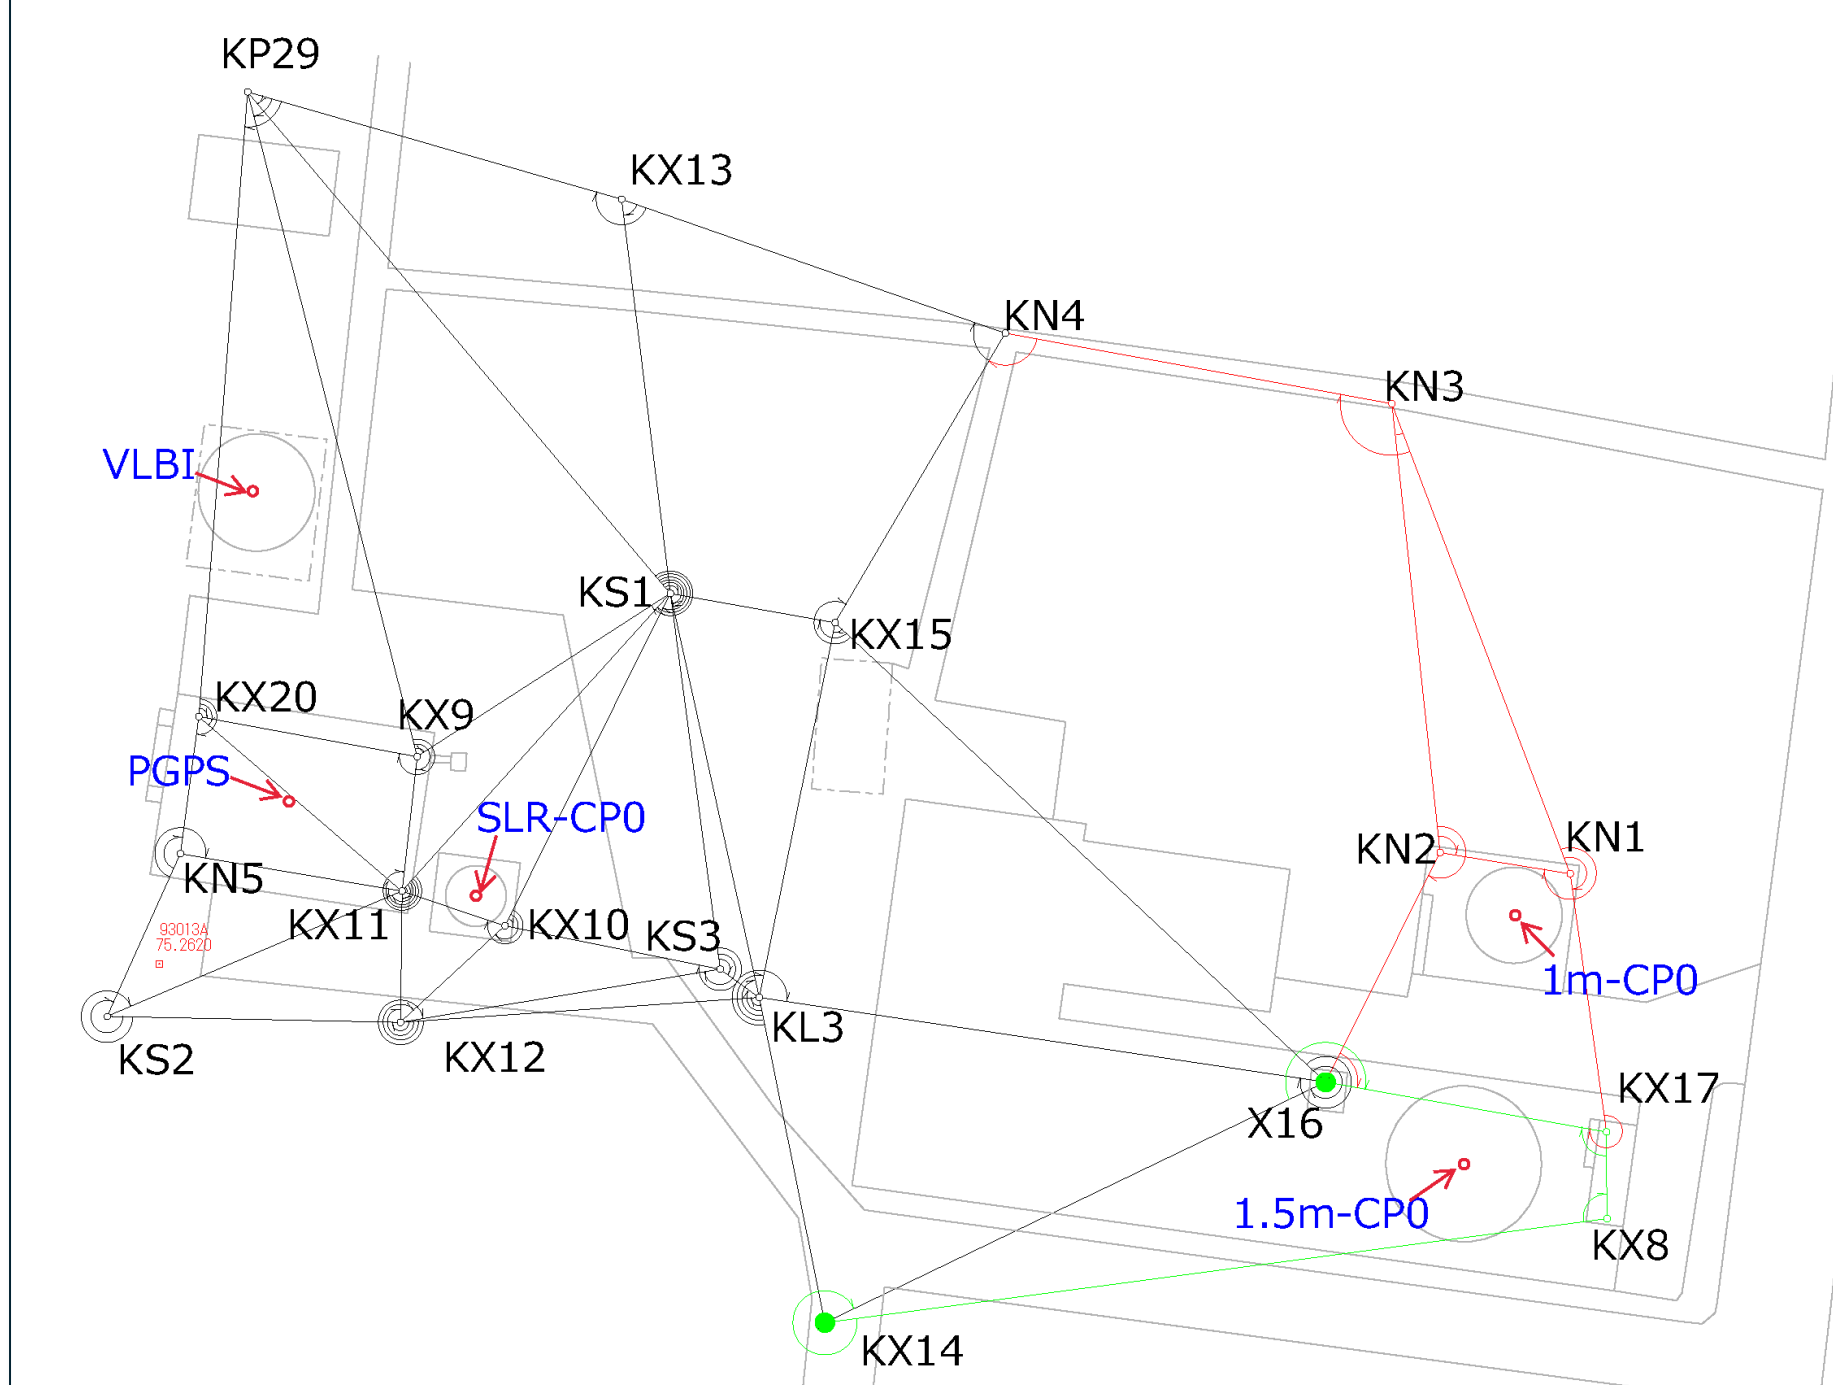 KP29
KX13
KN4
KN3
VLBI
KS1
KX15
KX20
KX9
PGPS
SLR-CP0
KN2
KN1
KN5
KX11
KX10
KS3
93013A
75.2620
1m-CP0
KL3
KS2
KX12
KX17
X16
1.5m-CP0
KX8
KX14